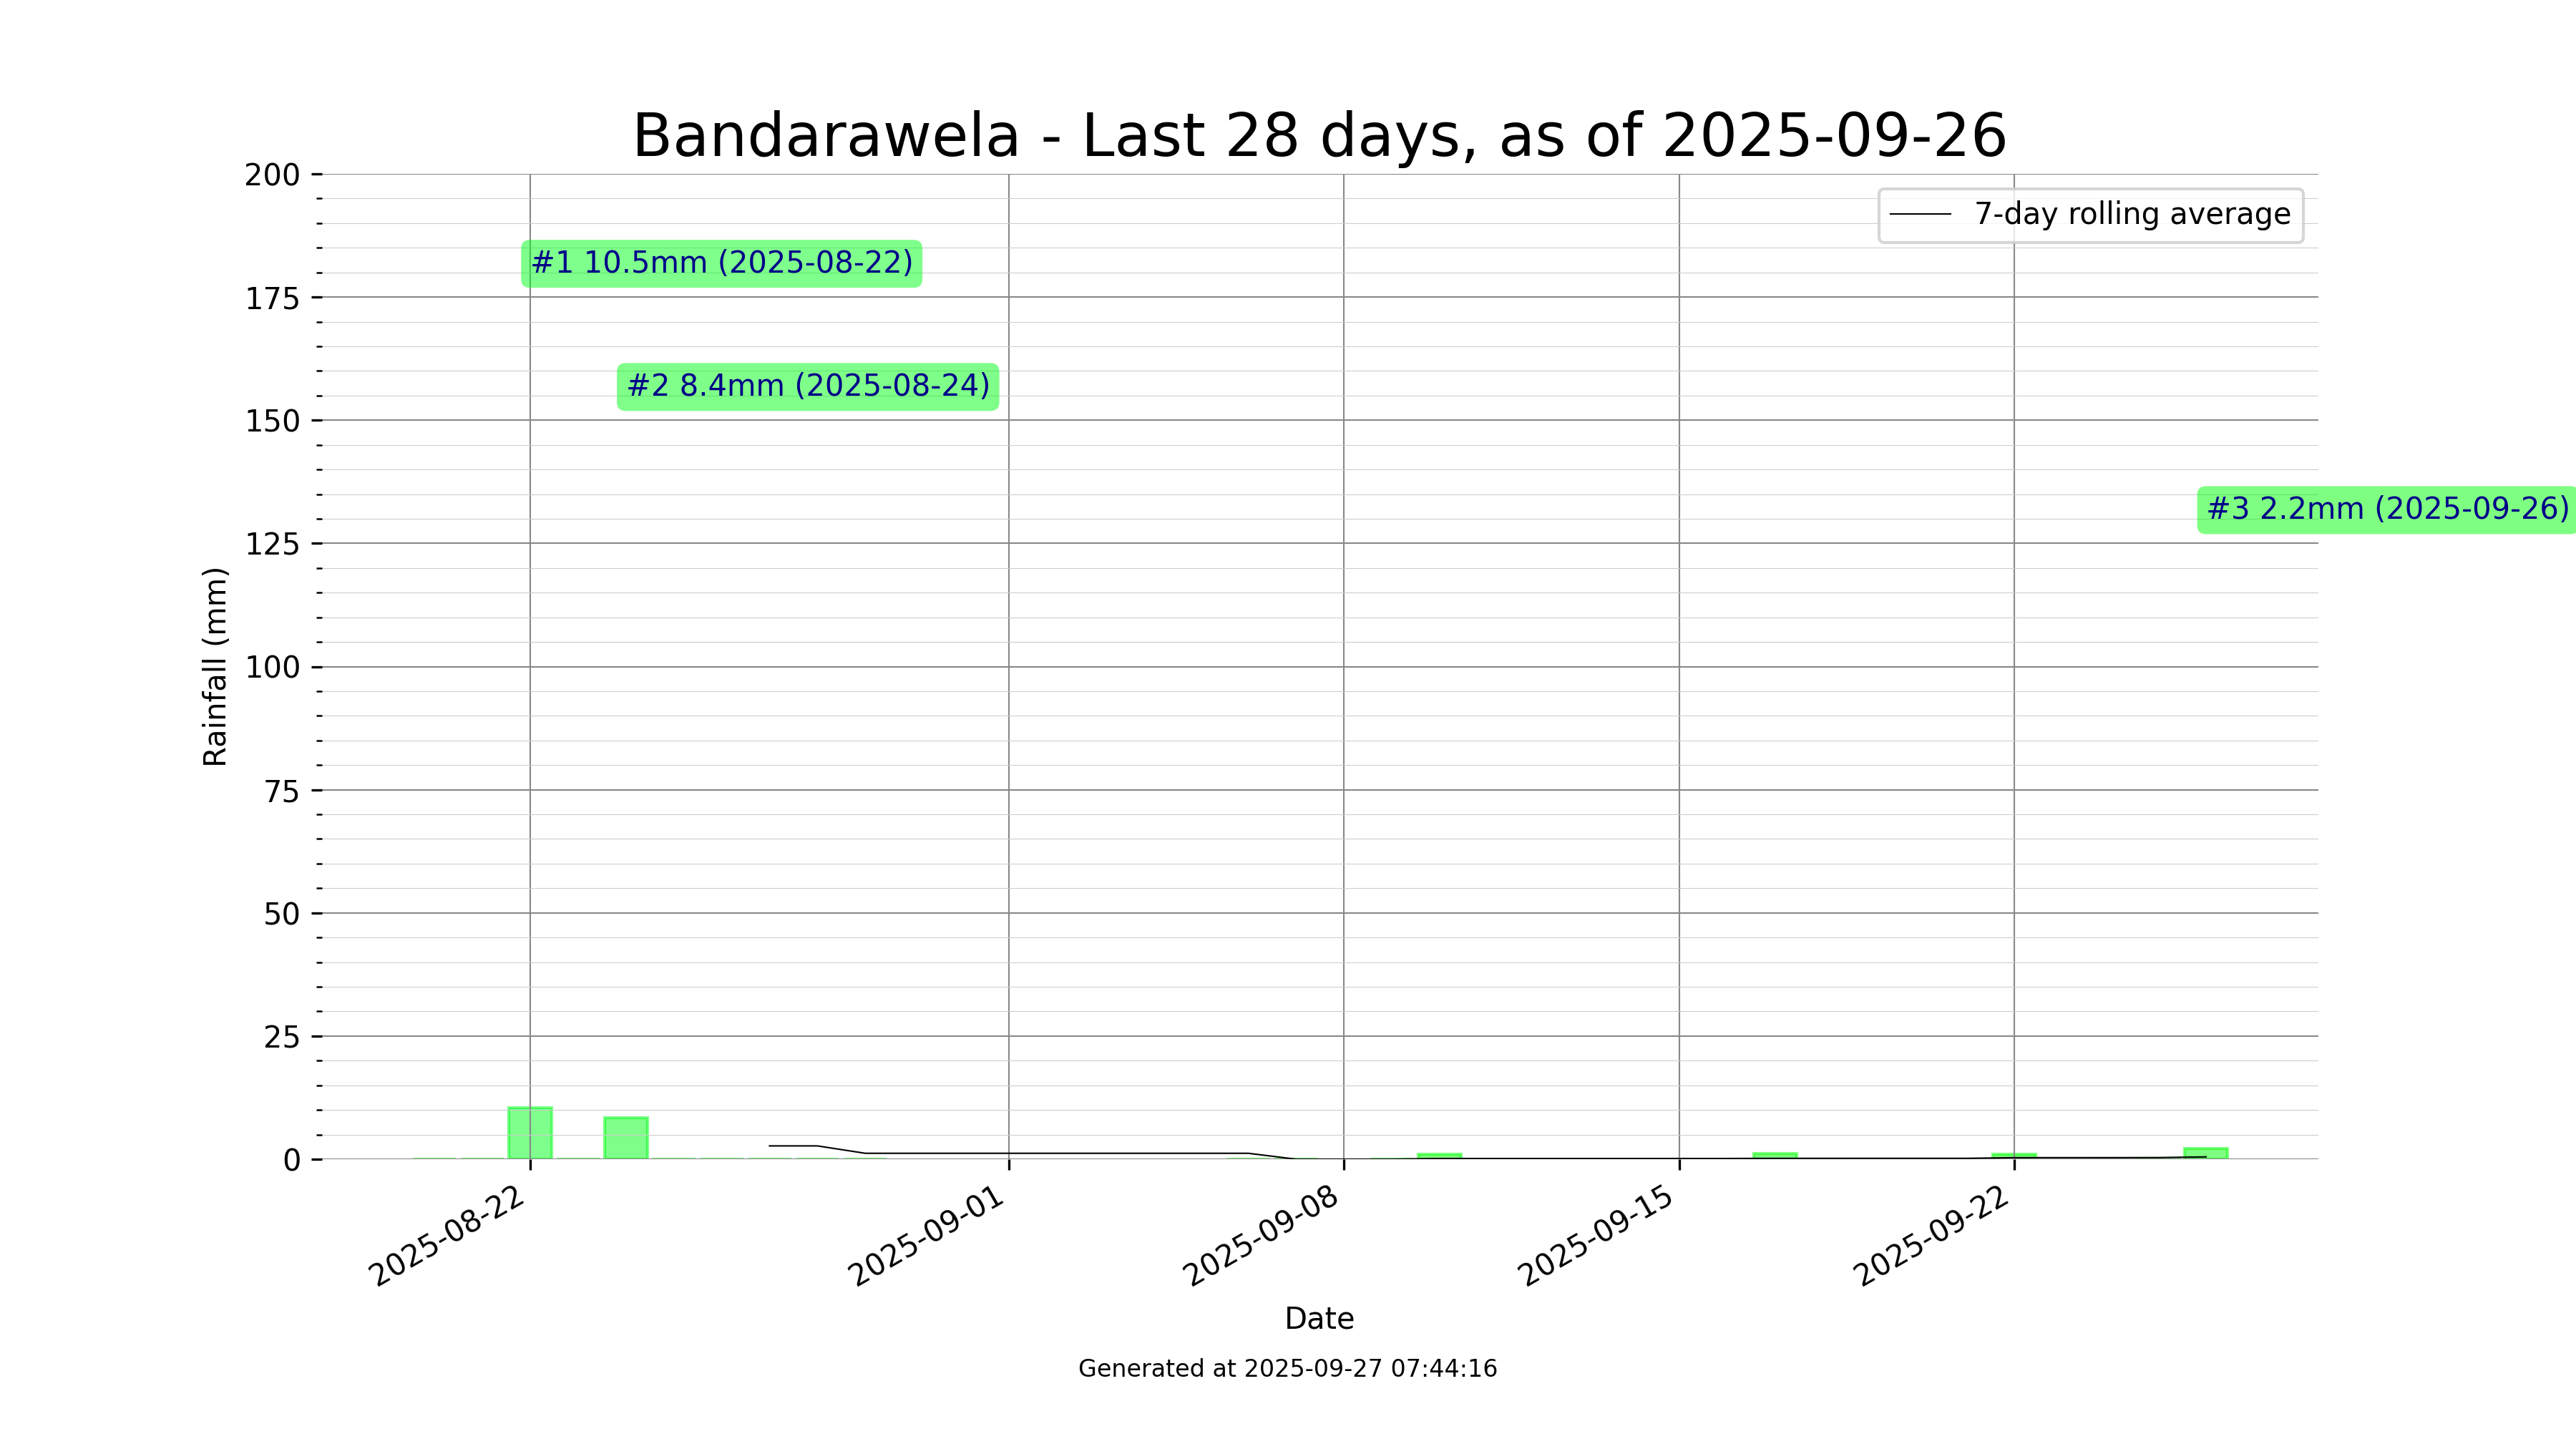 Bandarawela - Last 28 days, as of 2025-09-26
200
175
150
125
100
75
50
25
0
Rainfall (mm)
7-day rolling average
#1 10.5mm (2025-08-22)
#2 8.4mm (2025-08-24)
#3 2.2mm (2025-09-26)
2025-08-22
2025-09-01
2025-09-08
2025-09-15
2025-09-22
Date
Generated at 2025-09-27 07:44:16